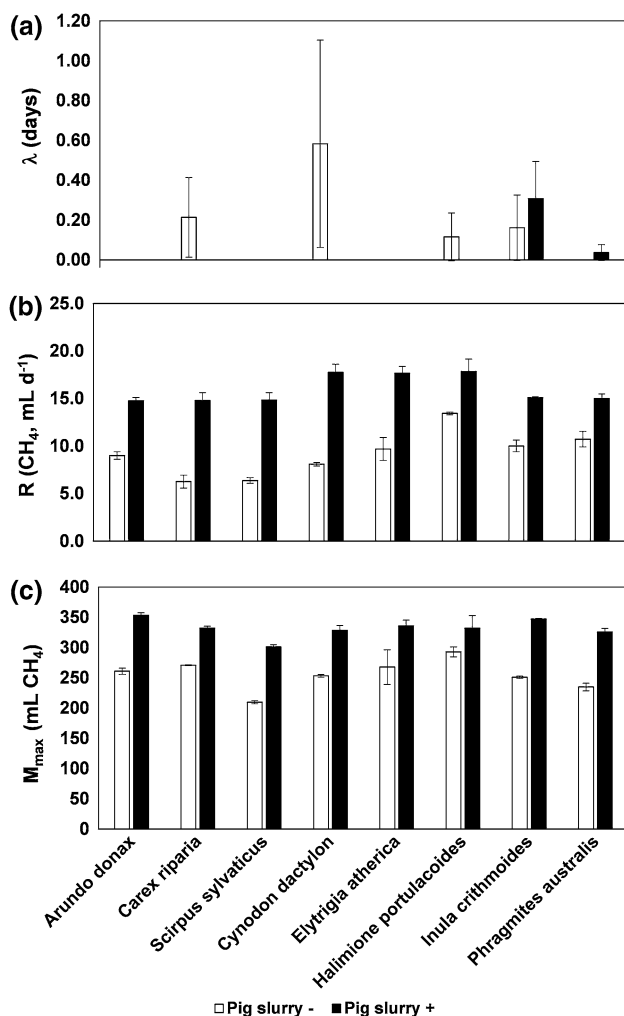 (a)
λ (days)
1.20
1.00
0.80
0.60
0.40
0.20
0.00
(b)
R (CH₄, mL d⁻¹)
25.0
20.0
15.0
10.0
5.0
0.0
(c)
Mmax (mL CH₄)
400
350
300
250
200
150
100
50
0
Arundo donax
Carex riparia
Scirpus sylvaticus
Cynodon dactylon
Elytrigia atherica
Halimione portulacoides
Inula crithmoides
Phragmites australis
Pig slurry - Pig slurry +